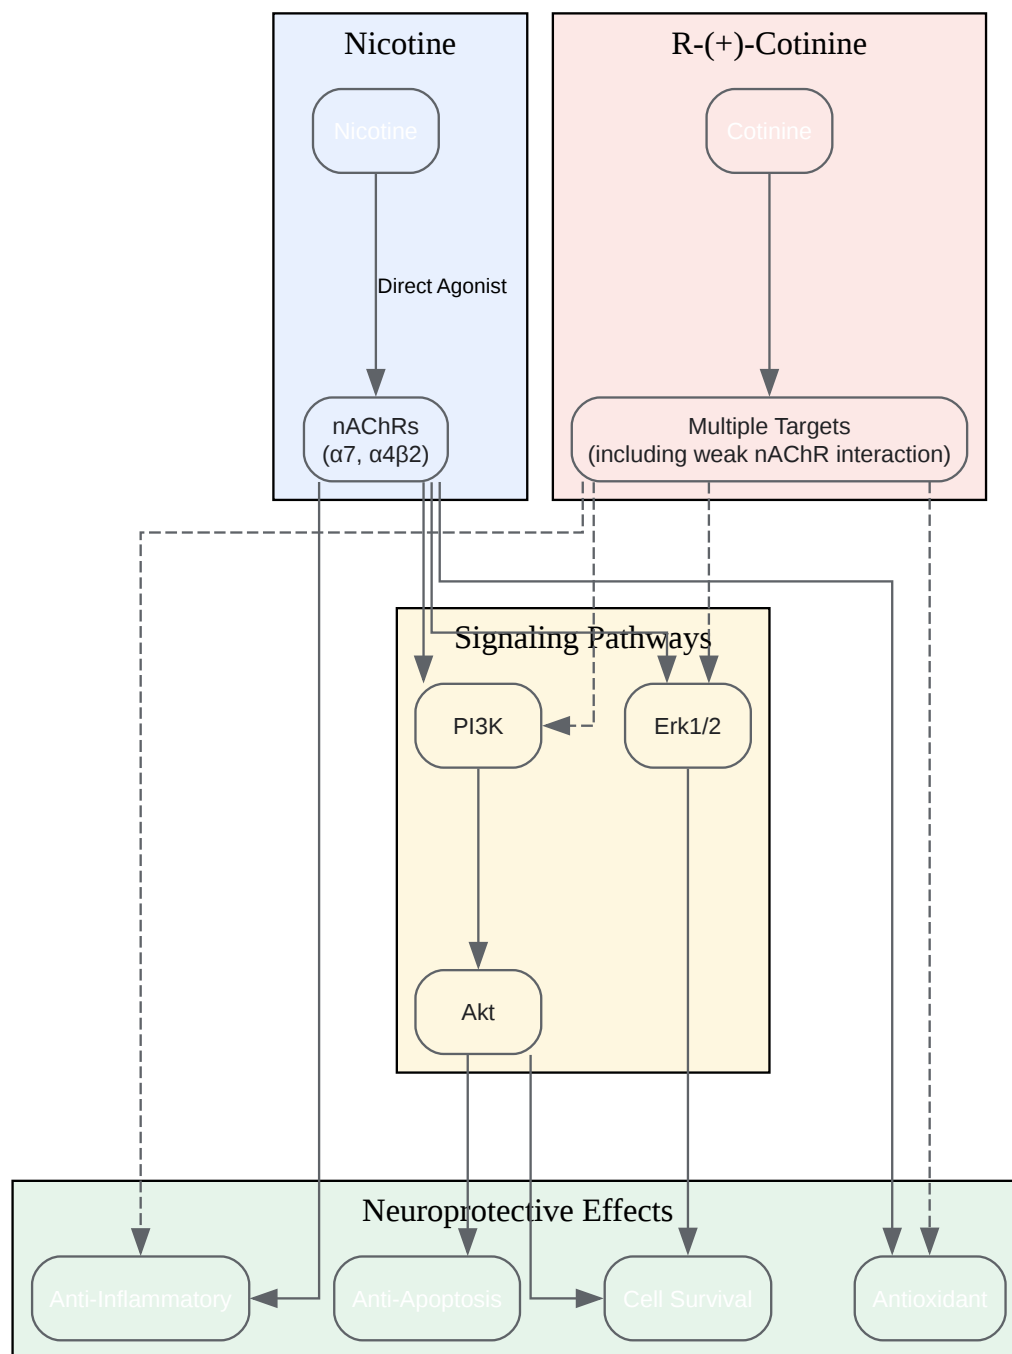 Nicotine
R-(+)-Cotinine
Nicotine
Cotinine
Direct Agonist
nAChRs
(α7, α4β2)
Multiple Targets
(including weak nAChR interaction)
Signaling Pathways
PI3K
Erk1/2
Akt
Neuroprotective Effects
Anti-Inflammatory
Anti-Apoptosis
Cell Survival
Antioxidant